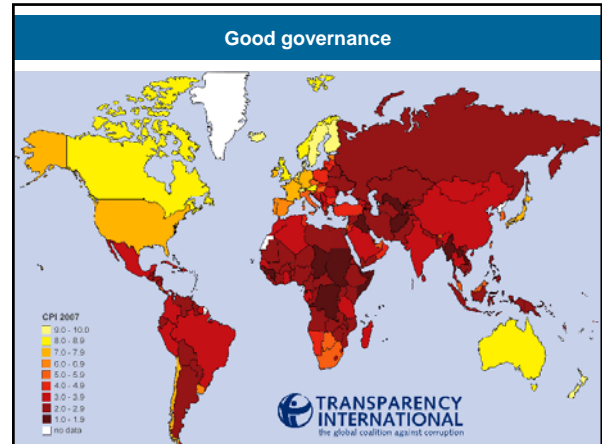 Good governance
CPI 2007
9.0 - 10.0
8.0 - 8.9
7.0 - 7.9
6.0 - 6.9
5.0 - 5.9
4.0 - 4.9
3.0 - 3.9
2.0 - 2.9
1.0 - 1.9
no data
TRANSPARENCY
INTERNATIONAL
the global coalition against corruption